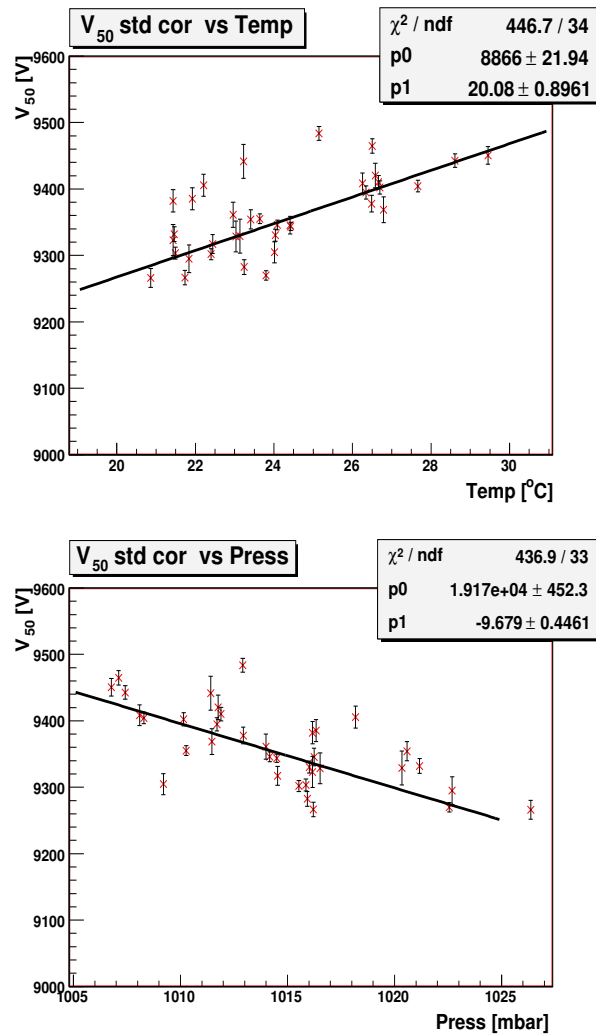 V50 std cor vs Temp
χ² / ndf 446.7 / 34
p0 8866 ± 21.94
p1 20.08 ± 0.8961
V50 [V]
9600
9500
9400
9300
9200
9100
9000
20 22 24 26 28 30
Temp [°C]
V50 std cor vs Press
χ² / ndf 436.9 / 33
p0 1.917e+04 ± 452.3
p1 -9.679 ± 0.4461
V50 [V]
9600
9500
9400
9300
9200
9100
9000
1005 1010 1015 1020 1025
Press [mbar]